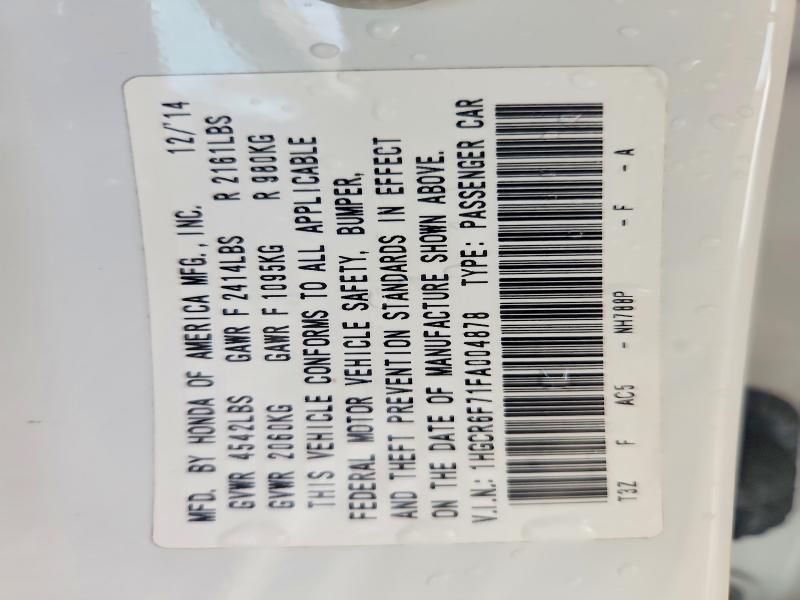 MFD. BY HONDA OF AMERICA MFG., INC. 12/'14
GVWR 4542LBS GAWR F 2414LBS R 2161LBS
GVWR 2060KG GAWR F 1095KG R 980KG
THIS VEHICLE CONFORMS TO ALL APPLICABLE
FEDERAL MOTOR VEHICLE SAFETY, BUMPER,
AND THEFT PREVENTION STANDARDS IN EFFECT
ON THE DATE OF MANUFACTURE SHOWN ABOVE.
V.I.N.: 1HGCR6F71FA004878 TYPE: PASSENGER CAR
T3Z F AC5 - NH788P - F - A